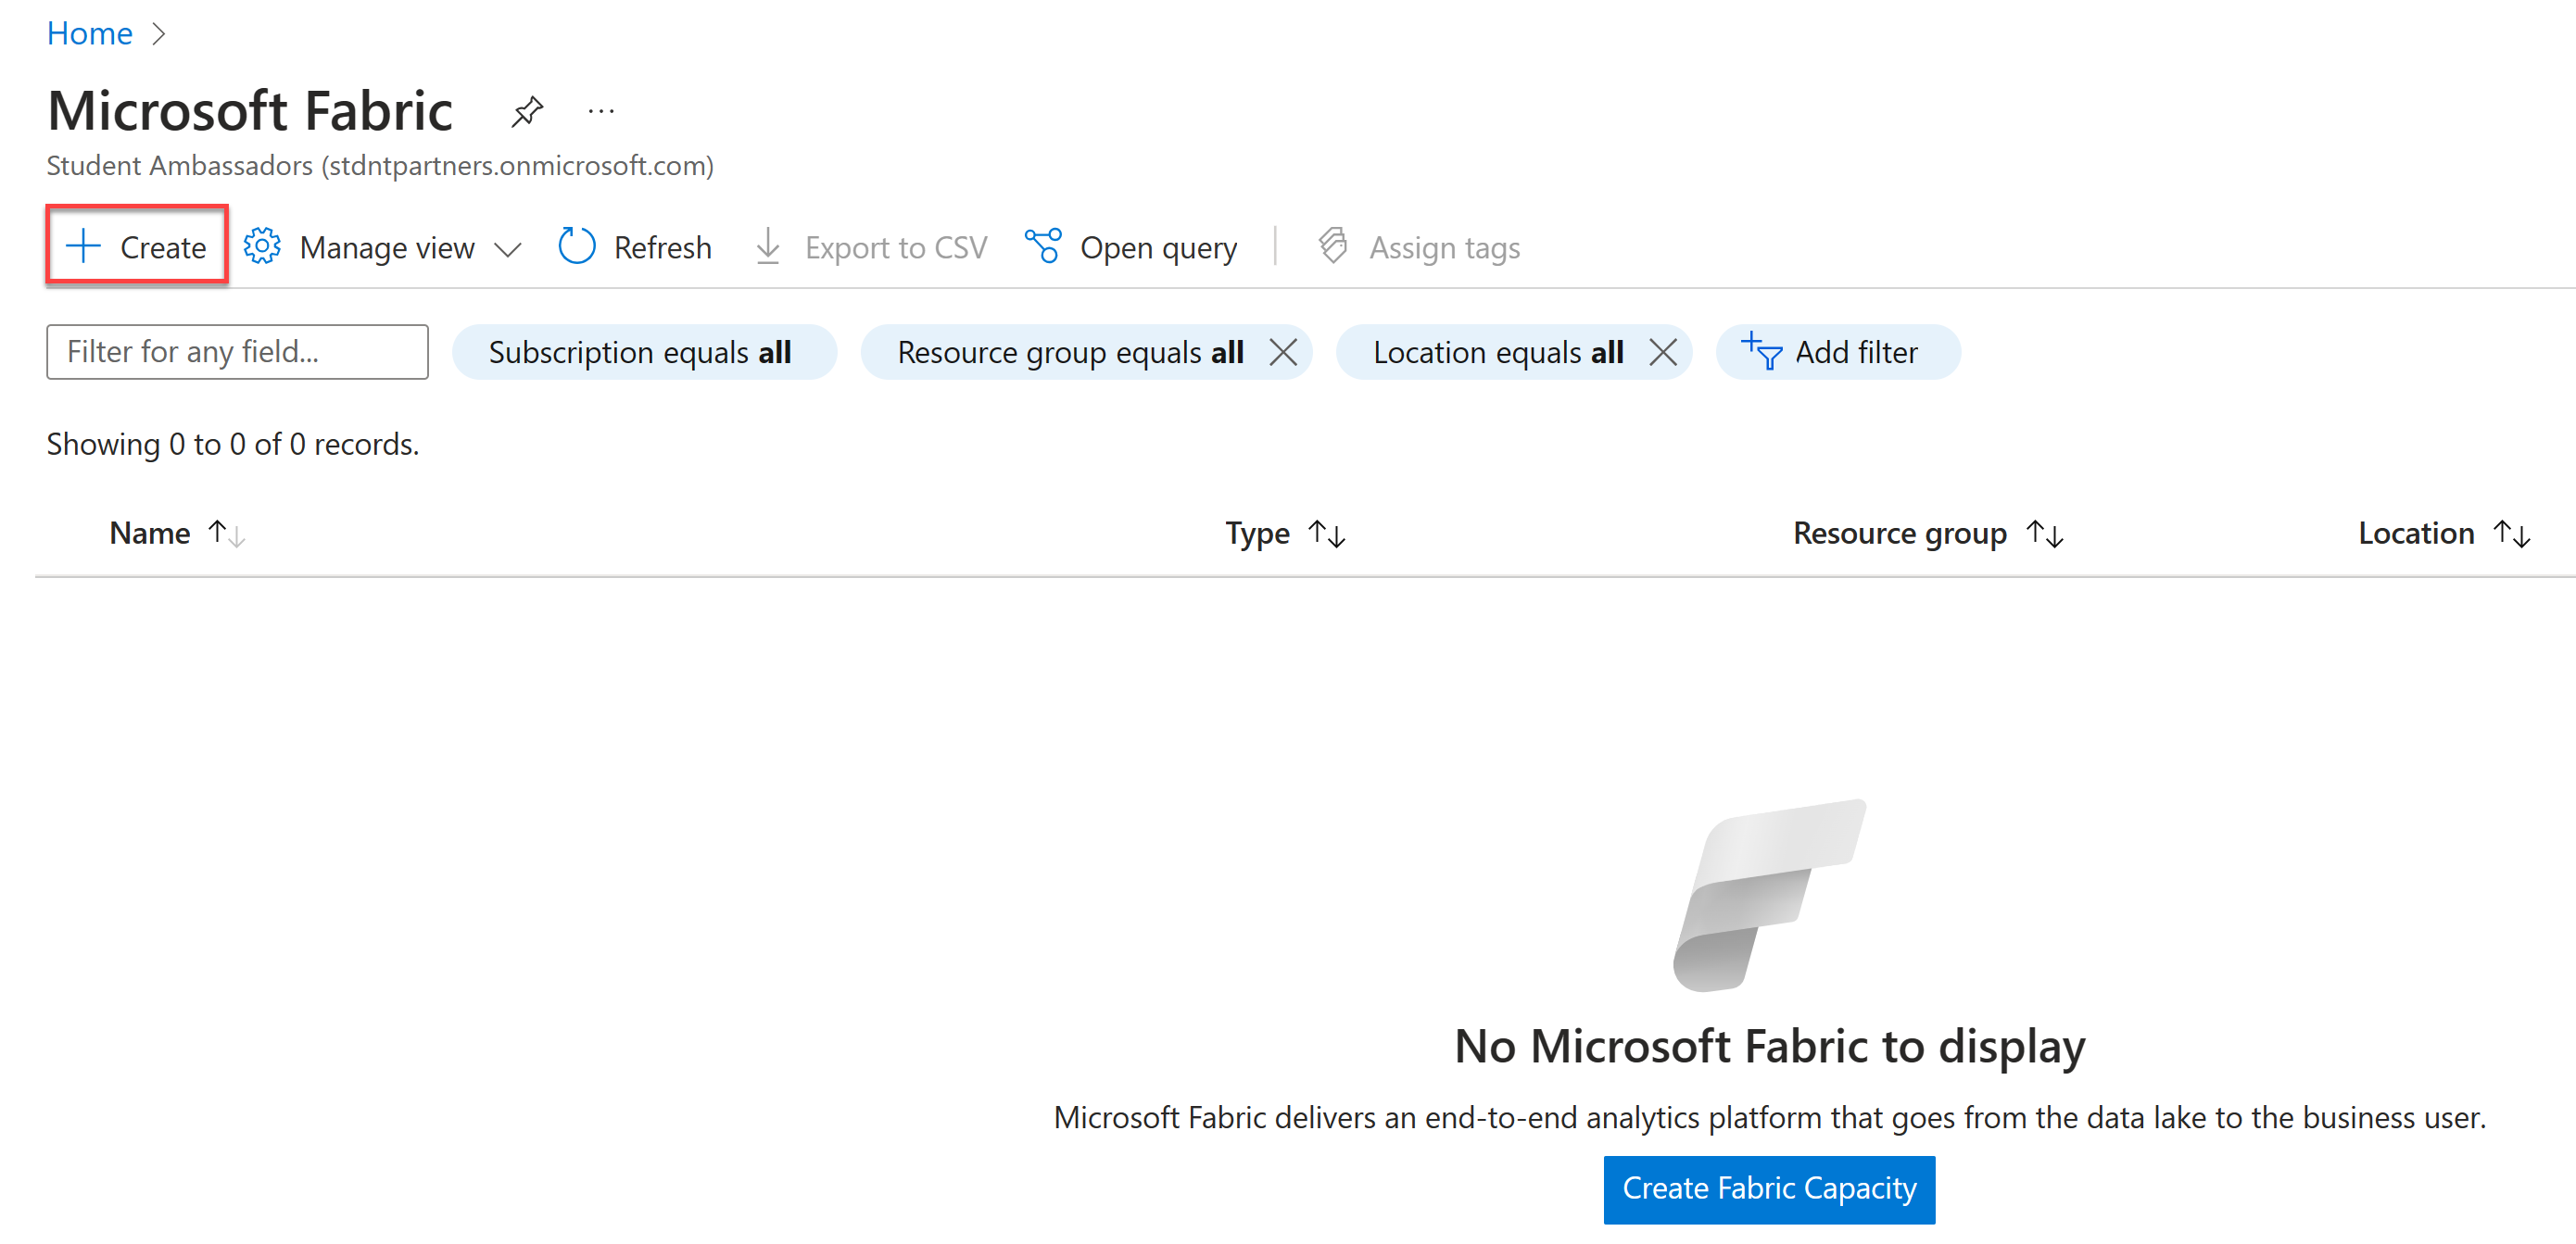 Home
Microsoft Fabric ...
Student Ambassadors (stdntpartners.onmicrosoft.com)
Create Manage view Refresh Export to CSV Open query Assign tags
Filter for any field... Subscription equals all Resource group equals all Location equals all Add filter
Showing 0 to 0 of 0 records.
Name Type Resource group Location
No Microsoft Fabric to display
Microsoft Fabric delivers an end-to-end analytics platform that goes from the data lake to the business user.
Create Fabric Capacity